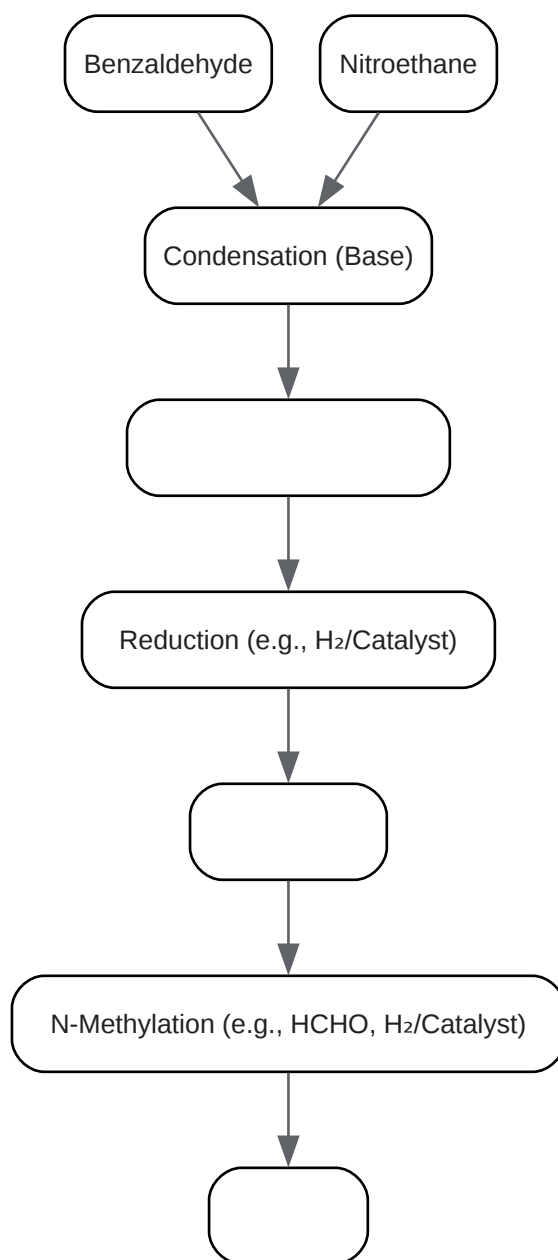 Benzaldehyde
Nitroethane
Condensation (Base)
Reduction (e.g., H₂/Catalyst)
N-Methylation (e.g., HCHO, H₂/Catalyst)